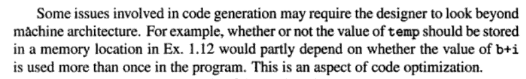 Some issues involved in code generation may require the designer to look beyond
machine architecture. For example, whether or not the value of temp should be stored
in a memory location in Ex. 1.12 would partly depend on whether the value of b+i
is used more than once in the program. This is an aspect of code optimization.